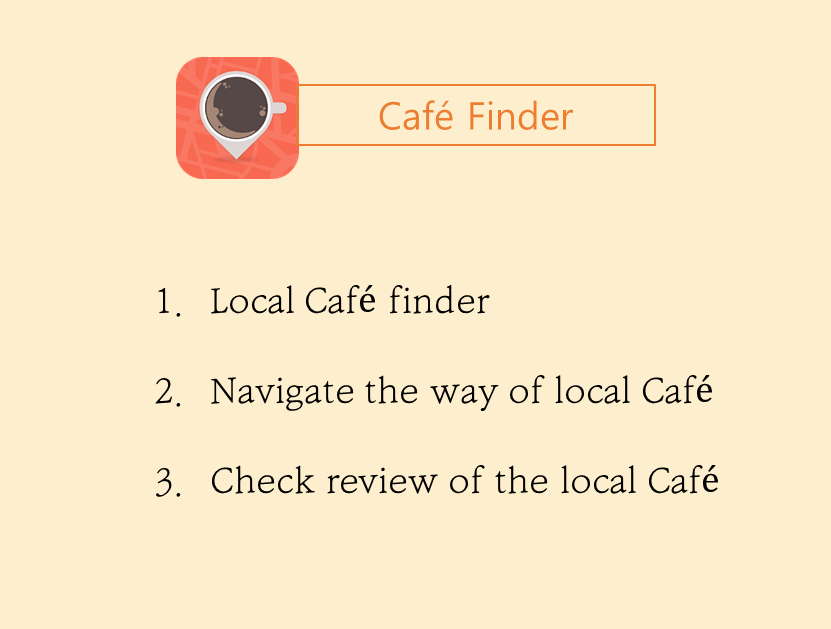 Café Finder
1. Local Café finder
2. Navigate the way of local Café
3. Check review of the local Café